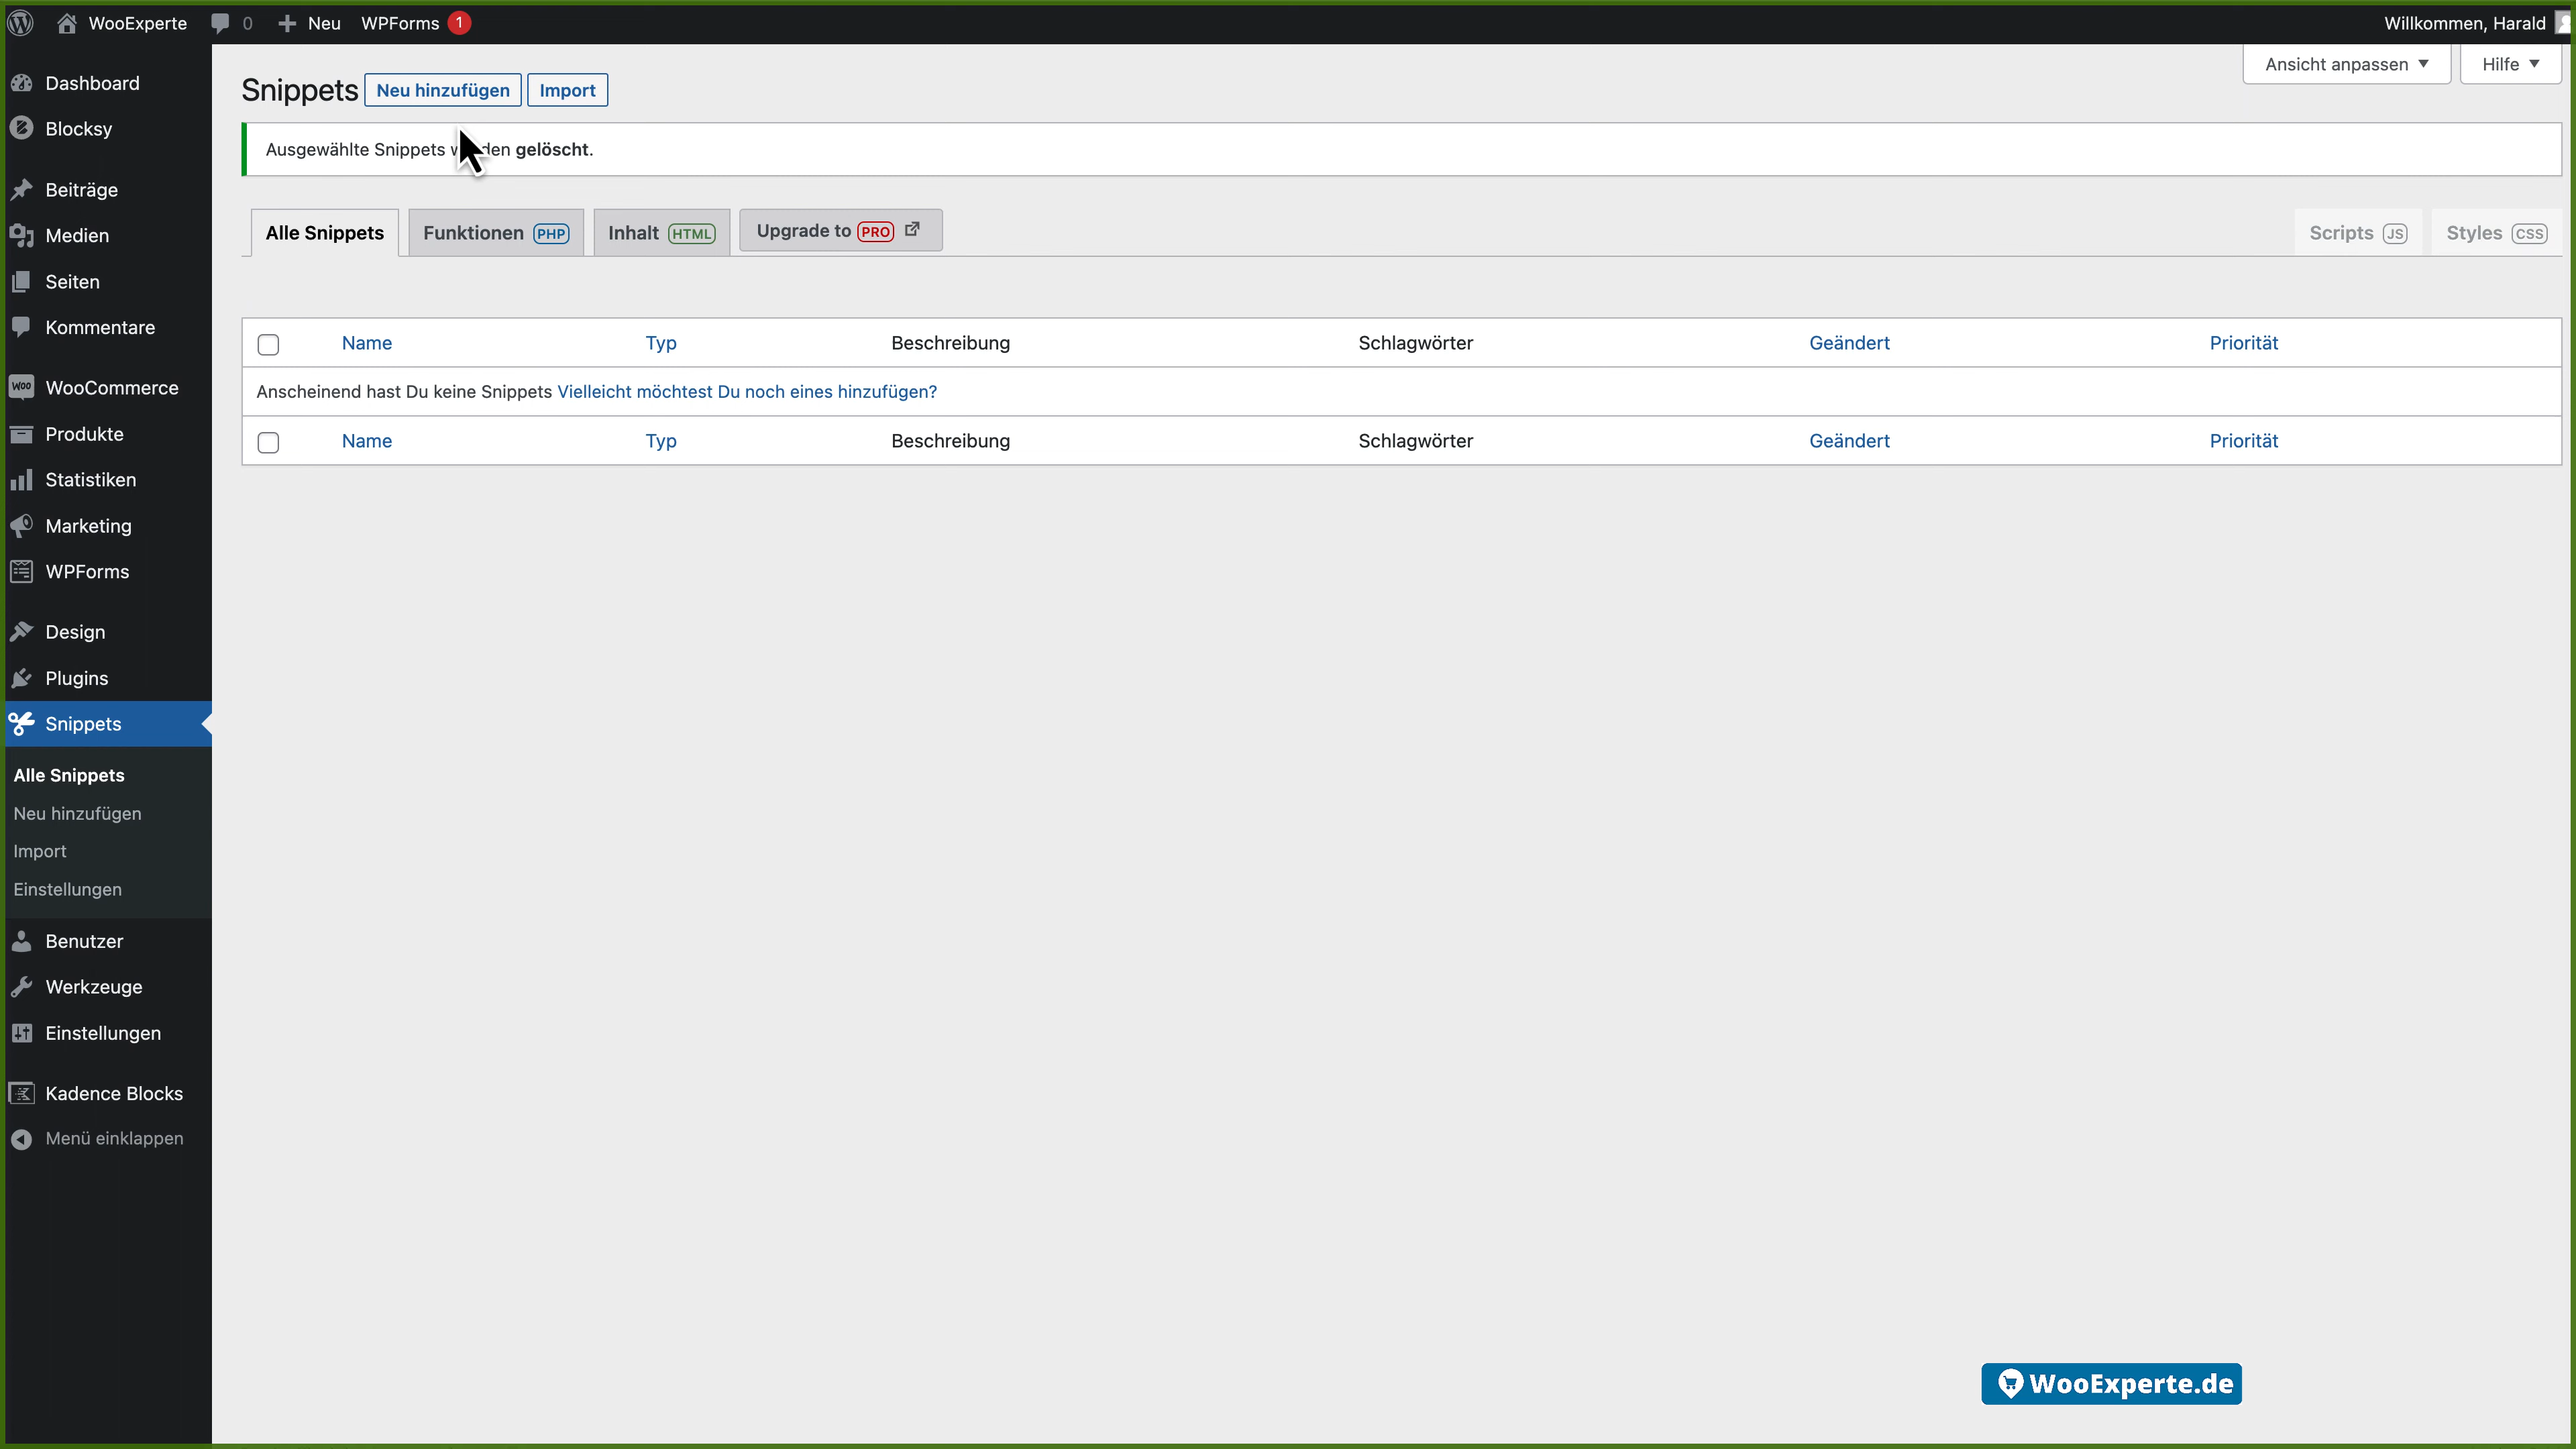 WooExperte 0 Neu WPForms 1 Willkommen, Harald
Ansicht anpassen Hilfe
Snippets Neu hinzufügen Import
Ausgewählte Snippets gelöscht.
Alle Snippets Funktionen PHP Inhalt HTML Upgrade to PRO Scripts JS Styles CSS
Name Typ Beschreibung Schlagwörter Geändert Priorität
Anscheinend hast Du keine Snippets Vielleicht möchtest Du noch eines hinzufügen?
Name Typ Beschreibung Schlagwörter Geändert Priorität
Dashboard
Blocksy
Beiträge
Medien
Seiten
Kommentare
Woo WooCommerce
Produkte
Statistiken
Marketing
WPForms
Design
Plugins
Snippets
Alle Snippets
Neu hinzufügen
Import
Einstellungen
Benutzer
Werkzeuge
Einstellungen
Kadence Blocks
Menü einklappen
WooExperte.de